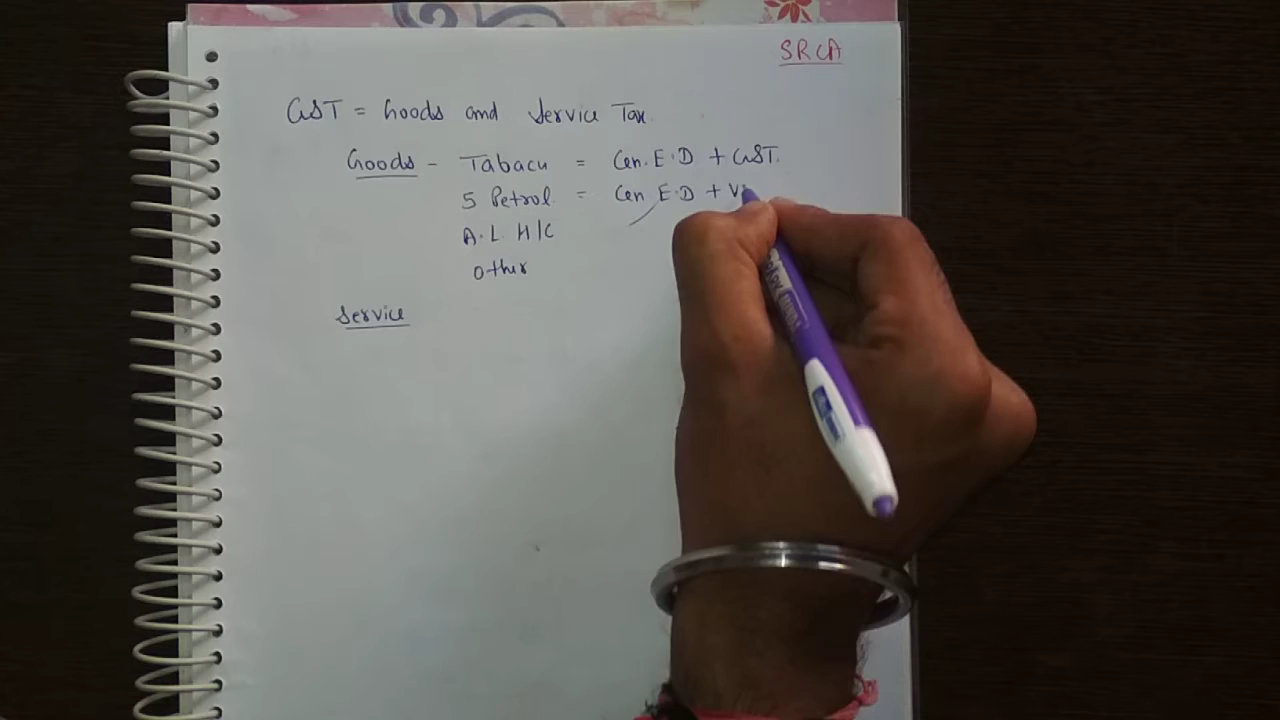 SRCA
GST = Goods and Service Tax
Goods - Tabacu = Cen. E.D + GST.
5 Petrol = Cen E.D + V
A.L. H/C
Other
Service